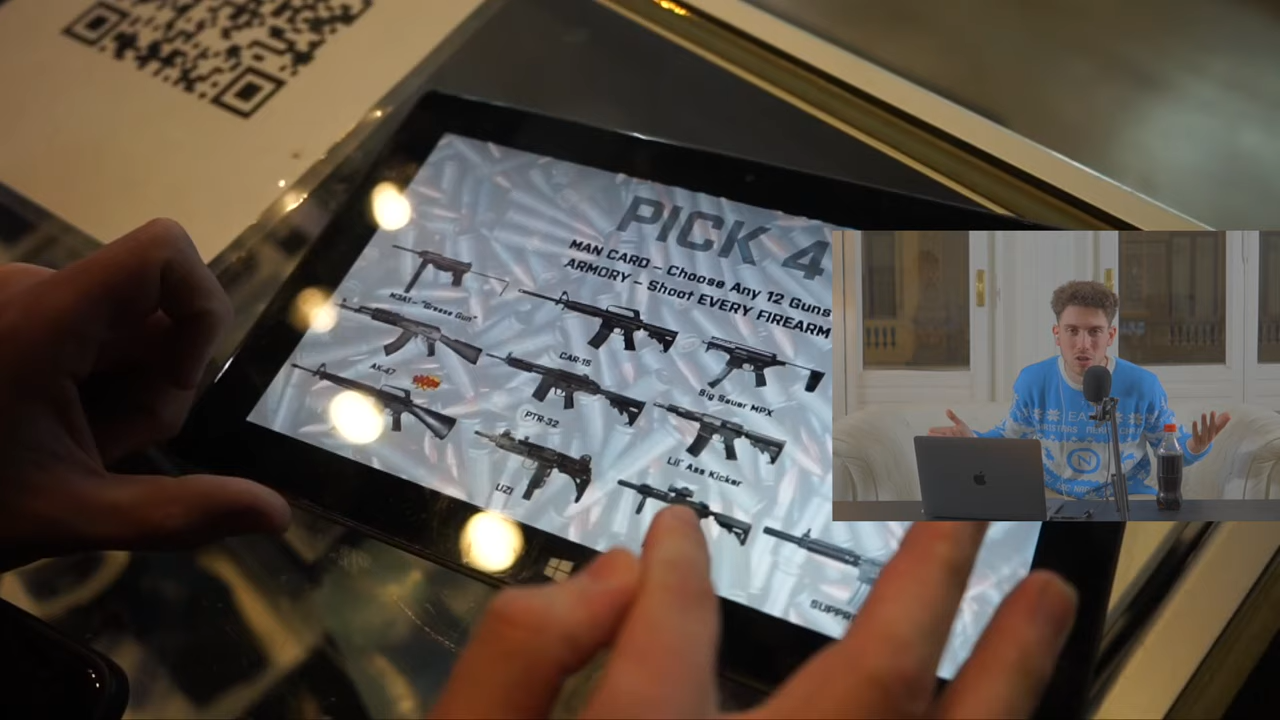 PICK 4
MAN CARD – Choose Any 12 Guns
ARMORY – Shoot EVERY FIREARM
M3A1 – "Grease Gun"
CAR-15
AK-47
Big Sauer MPX
PTR-32
Lil' Ass Kicker
UZI
N